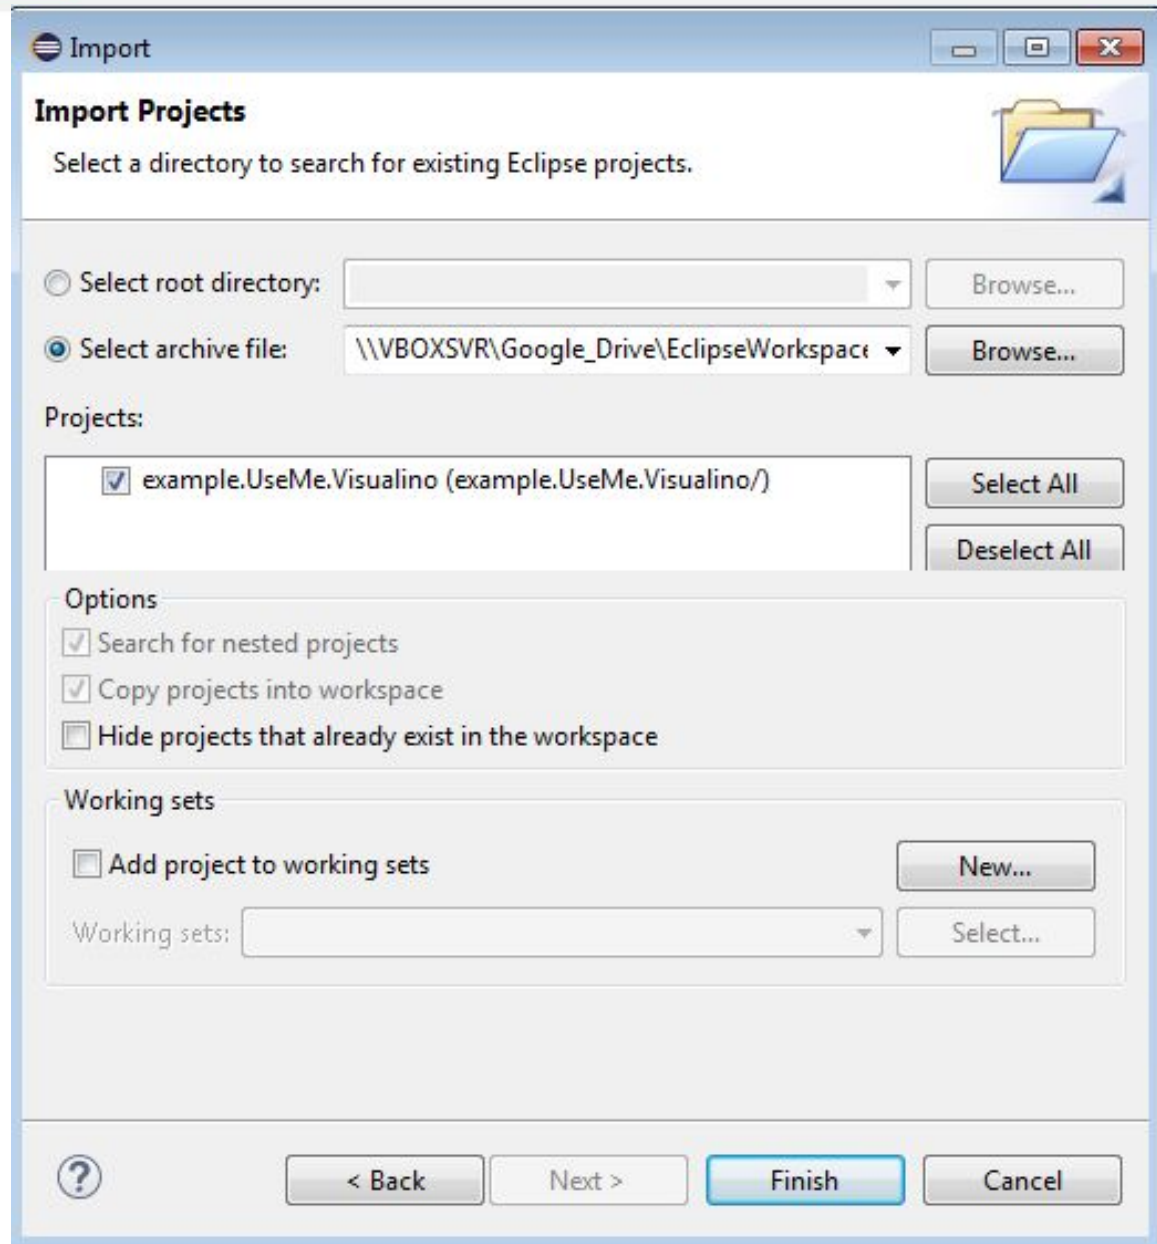 Import
Import Projects
Select a directory to search for existing Eclipse projects.
Select root directory: Browse...
Select archive file: \\VBOXSVR\Google_Drive\EclipseWorkspace Browse...
Projects:
example.UseMe.Visualino (example.UseMe.Visualino/) Select All
Deselect All
Options
Search for nested projects
Copy projects into workspace
Hide projects that already exist in the workspace
Working sets
Add project to working sets New...
Working sets: Select...
? < Back Next > Finish Cancel